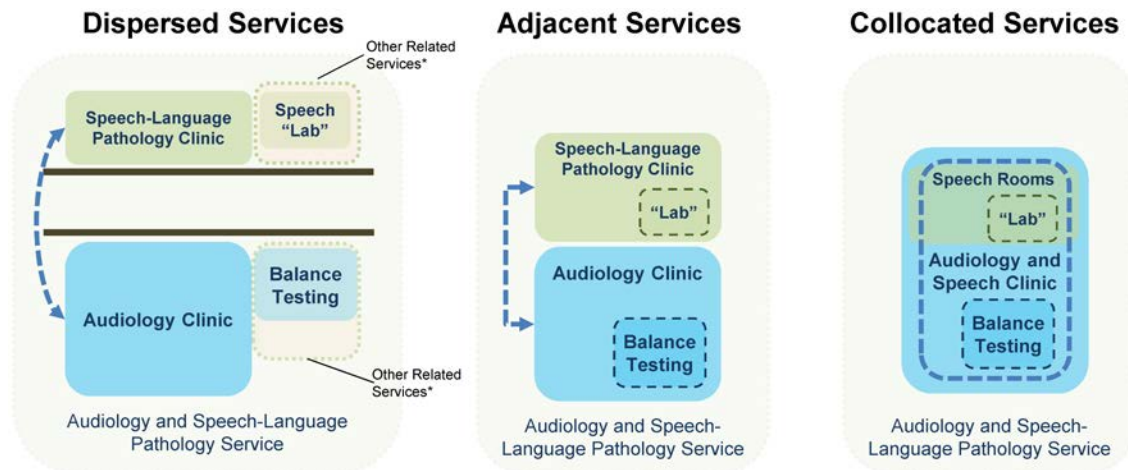 Dispersed Services
Other Related
Services*
Speech-Language
Pathology Clinic
Speech
“Lab”
Audiology Clinic
Balance
Testing
Other Related
Services*
Audiology and Speech-Language
Pathology Service
Adjacent Services
Speech-Language
Pathology Clinic
“Lab”
Audiology Clinic
Balance
Testing
Audiology and Speech-
Language Pathology Service
Collocated Services
Speech Rooms
“Lab”
Audiology and
Speech Clinic
Balance
Testing
Audiology and Speech-
Language Pathology Service